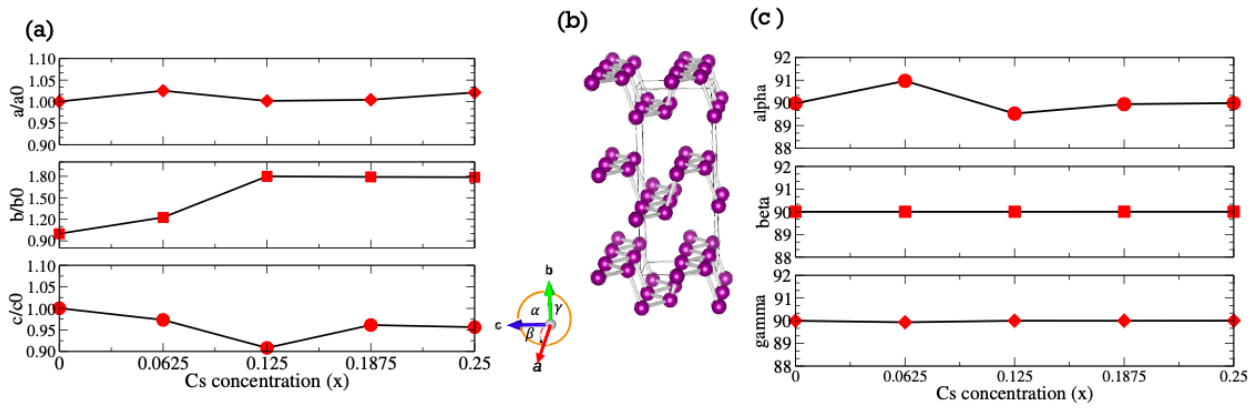 (a)
1.10
1.05
1.00
0.95
0.90
a/a0
1.80
1.50
1.20
0.90
b/b0
1.10
1.05
1.00
0.95
0.90
c/c0
0 0.0625 0.125 0.1875 0.25
Cs concentration (x)
(b)
b
α γ
c
β
a
(c)
92
91
90
89
88
alpha
92
91
90
89
88
beta
92
91
90
89
88
gamma
0 0.0625 0.125 0.1875 0.25
Cs concentration (x)